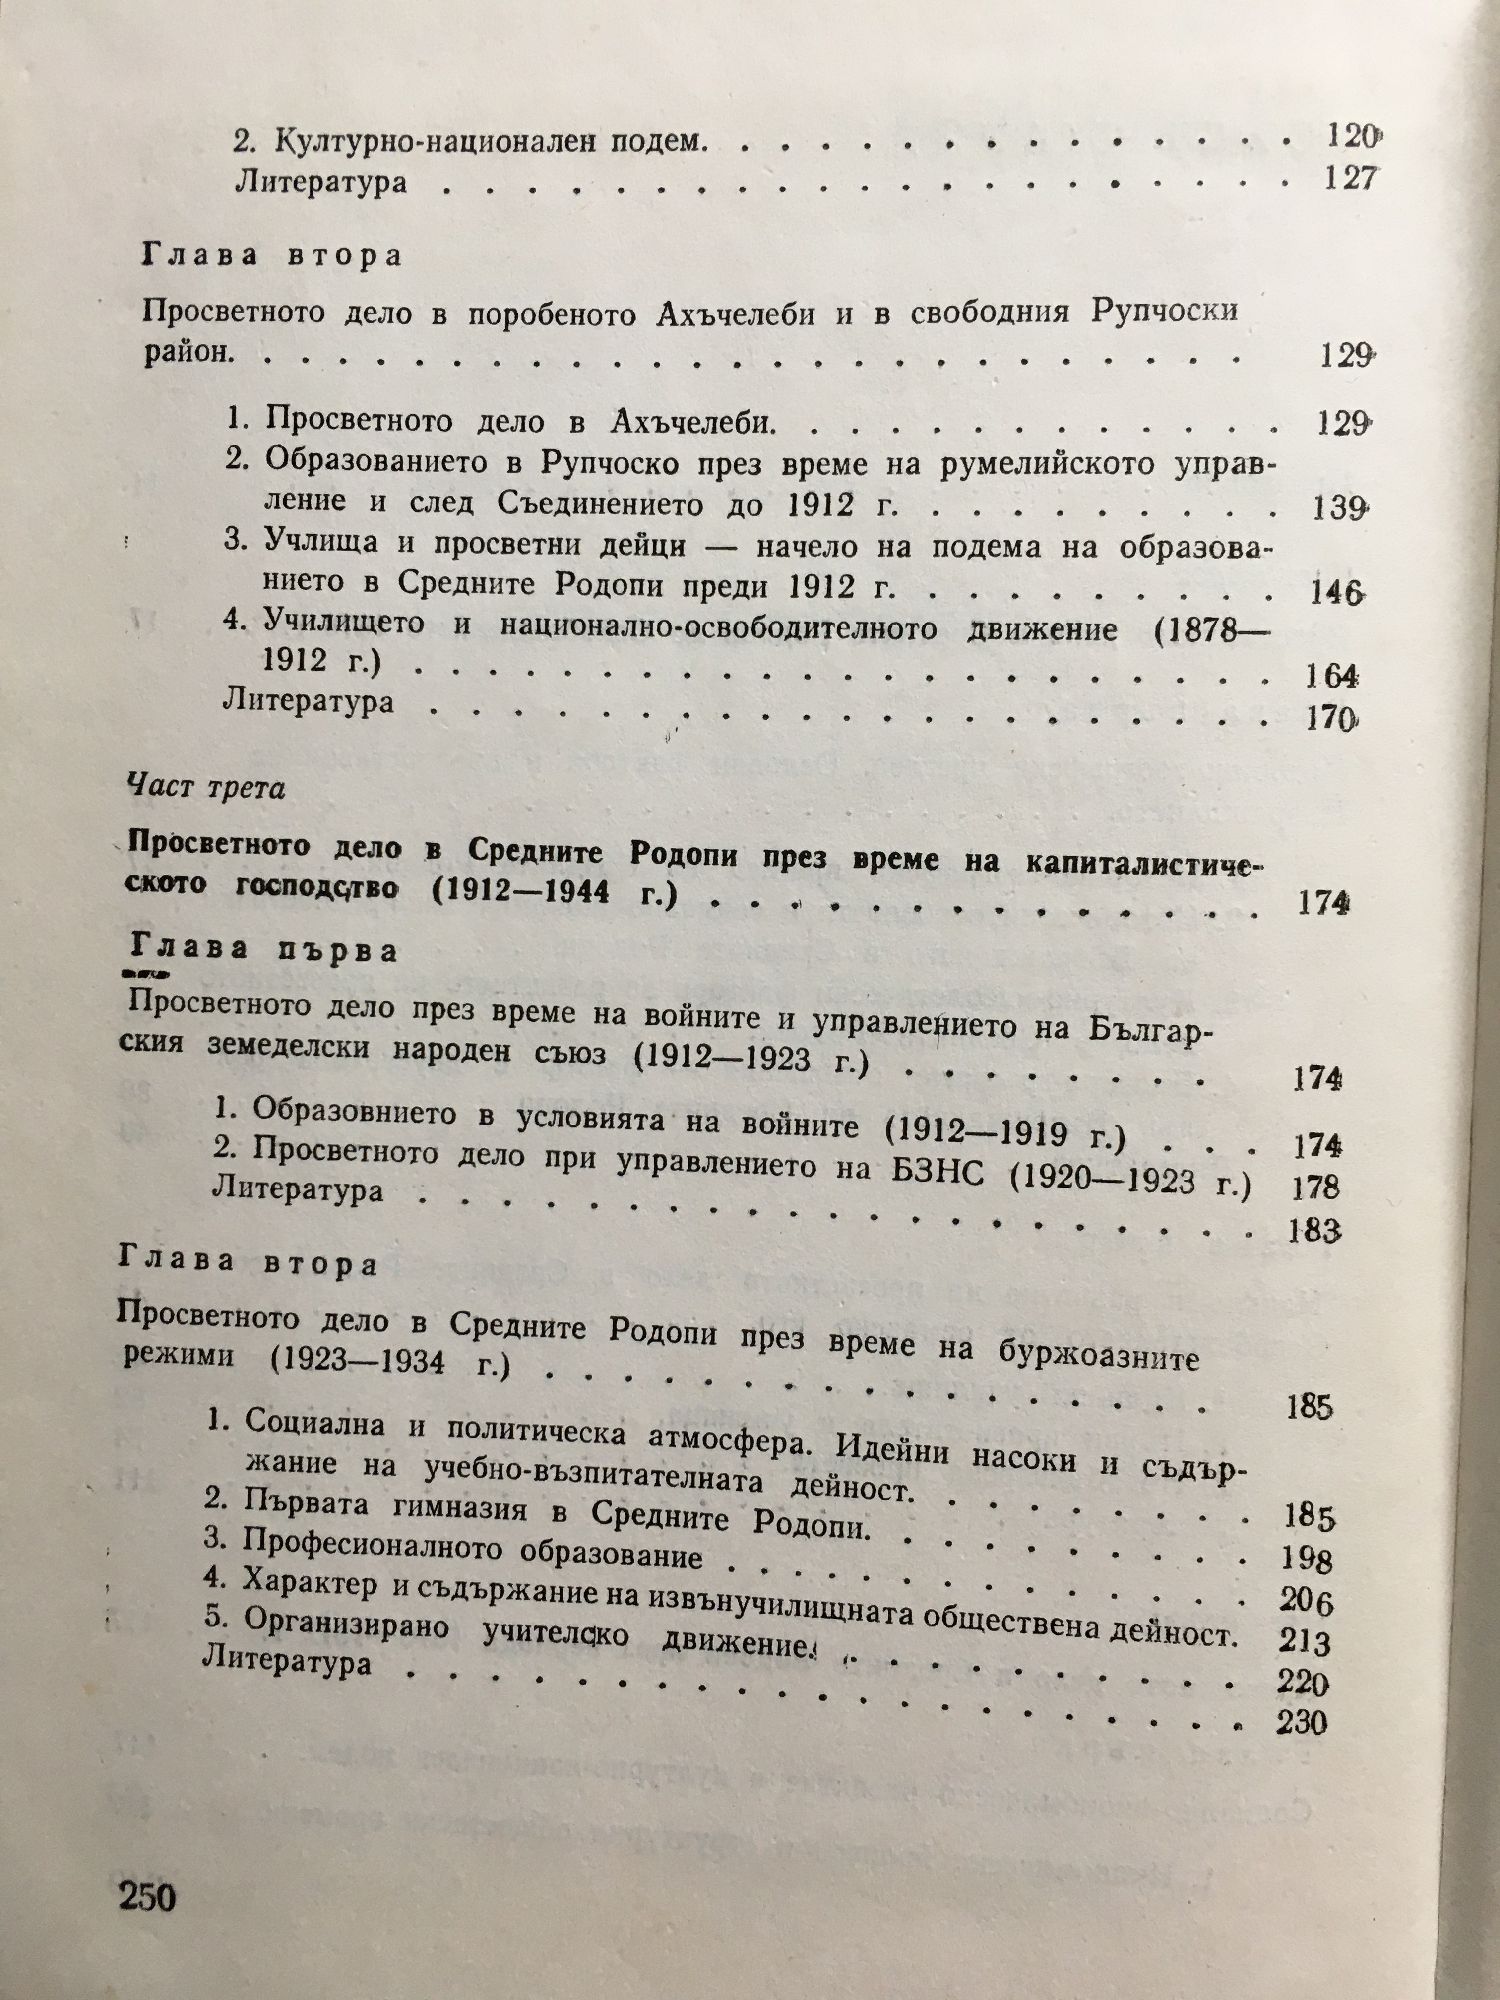 2. Културно-национален подем. . . . . . . . . . . . . . . 120
Литература . . . . . . . . . . . . . . . . . . . . 127
Глава втора
Просветното дело в поробеното Ахъчелеби и в свободния Рупчоски
район. . . . . . . . . . . . . . . . . . . . . . . . . . . 129
1. Просветното дело в Ахъчелеби. . . . . . . . . . . . . 129
2. Образованието в Рупчоско през време на румелийското управ-
ление и след Съединението до 1912 г. . . . . . . . . . 139
3. Учлища и просветни дейци — начело на подема на образова-
нието в Средните Родопи преди 1912 г. . . . . . . . . . 146
4. Училището и национално-освободителното движение (1878—
1912 г.) . . . . . . . . . . . . . . . . . . . . . . 164
Литература . . . . . . . . . . . . . . . . . . . . . 170
Част трета
Просветното дело в Средните Родопи през време на капиталистиче-
ското господство (1912—1944 г.) . . . . . . . . . . . . . . 174
Глава първа
Просветното дело през време на войните и управлението на Българ-
ския земеделски народен съюз (1912—1923 г.) . . . . . . . . 174
1. Образовнието в условията на войните (1912—1919 г.) . . . 174
2. Просветното дело при управлението на БЗНС (1920—1923 г.) 178
Литература . . . . . . . . . . . . . . . . . . . . . 183
Глава втора
Просветното дело в Средните Родопи през време на буржоазните
режими (1923—1934 г.) . . . . . . . . . . . . . . . . . 185
1. Социална и политическа атмосфера. Идейни насоки и съдър-
жание на учебно-възпитателната дейност. . . . . . . . . 185
2. Първата гимназия в Средните Родопи. . . . . . . . . . 198
3. Професионалното образование . . . . . . . . . . . . . 206
4. Характер и съдържание на извънучилищната обществена дейност. 213
5. Организирано учителско движение. . . . . . . . . . . 220
Литература . . . . . . . . . . . . . . . . . . . . . 230
250